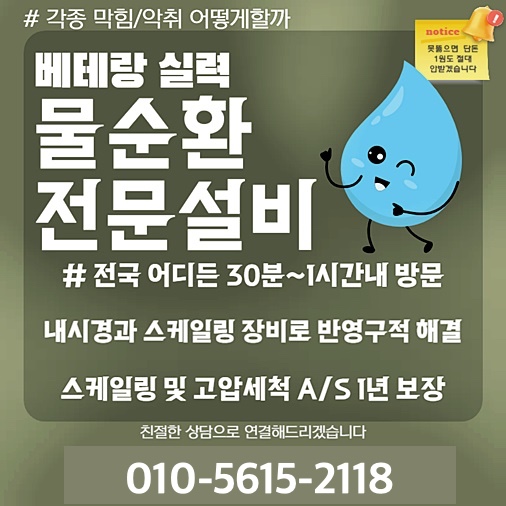 # 각종 막힘/악취 어떻게할까
notice
못뚫으면 단돈
1원도 절대
안받겠습니다
베테랑 실력
물순환
전문설비
# 전국 어디든 30분~1시간내 방문
내시경과 스케일링 장비로 반영구적 해결
스케일링 및 고압세척 A/S 1년 보장
친절한 상담으로 연결해드리겠습니다
010-5615-2118